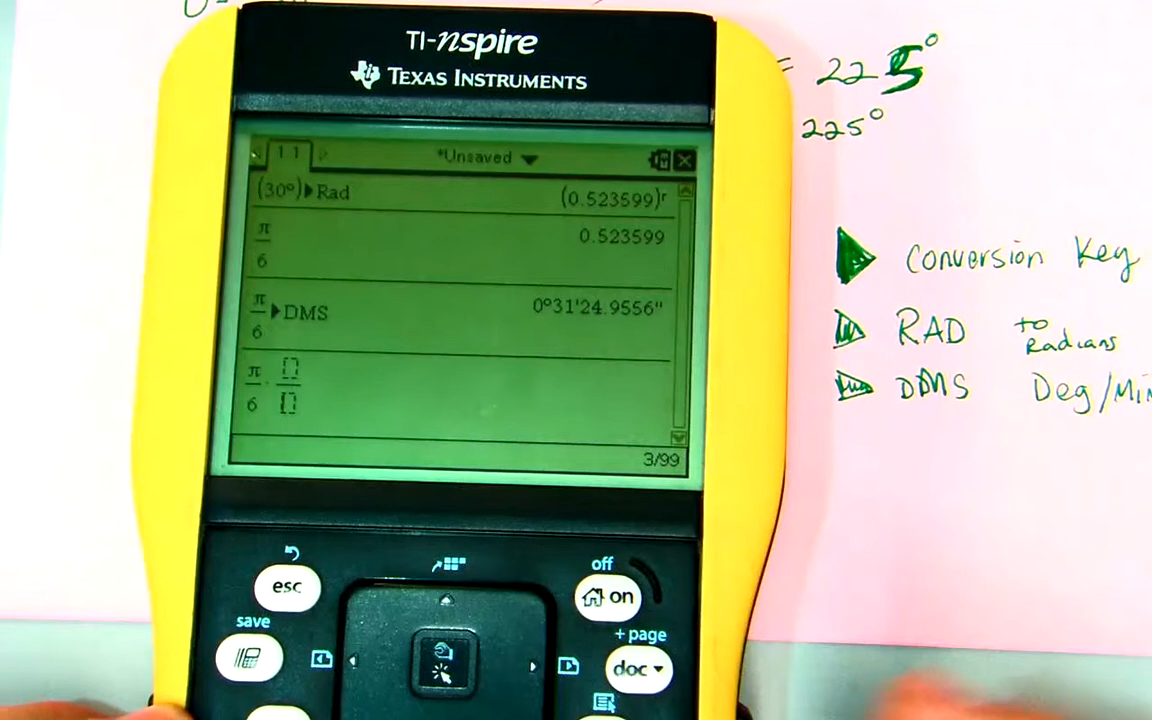 TI-nspire
TEXAS INSTRUMENTS
= 225°
225°
1.1
*Unsaved
(30°)▶Rad
(0.523599)ʳ
π
6
0.523599
π
6
▶DMS
0°31'24.9556"
π
6
·
3/99
Conversion Key
RAD to Radians
DMS Deg/Min
esc
off
on
save
+ page
doc